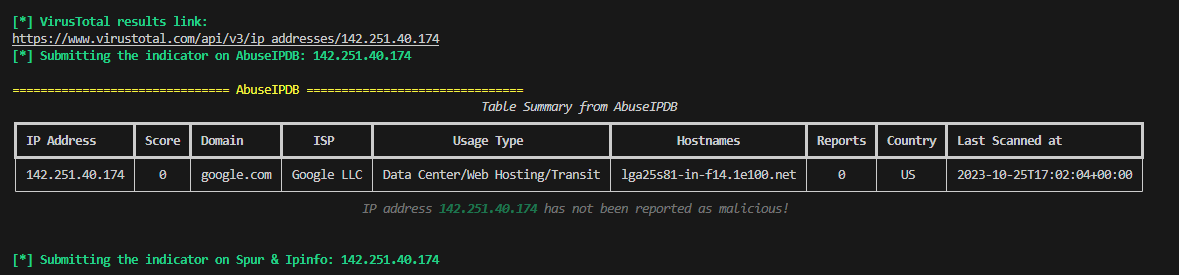 [*] VirusTotal results link:
https://www.virustotal.com/api/v3/ip_addresses/142.251.40.174
[*] Submitting the indicator on AbuseIPDB: 142.251.40.174
=============================== AbuseIPDB ===============================
Table Summary from AbuseIPDB
IP Address Score Domain ISP Usage Type Hostnames Reports Country Last Scanned at
142.251.40.174 0 google.com Google LLC Data Center/Web Hosting/Transit lga25s81-in-f14.1e100.net 0 US 2023-10-25T17:02:04+00:00
IP address 142.251.40.174 has not been reported as malicious!
[*] Submitting the indicator on Spur & Ipinfo: 142.251.40.174